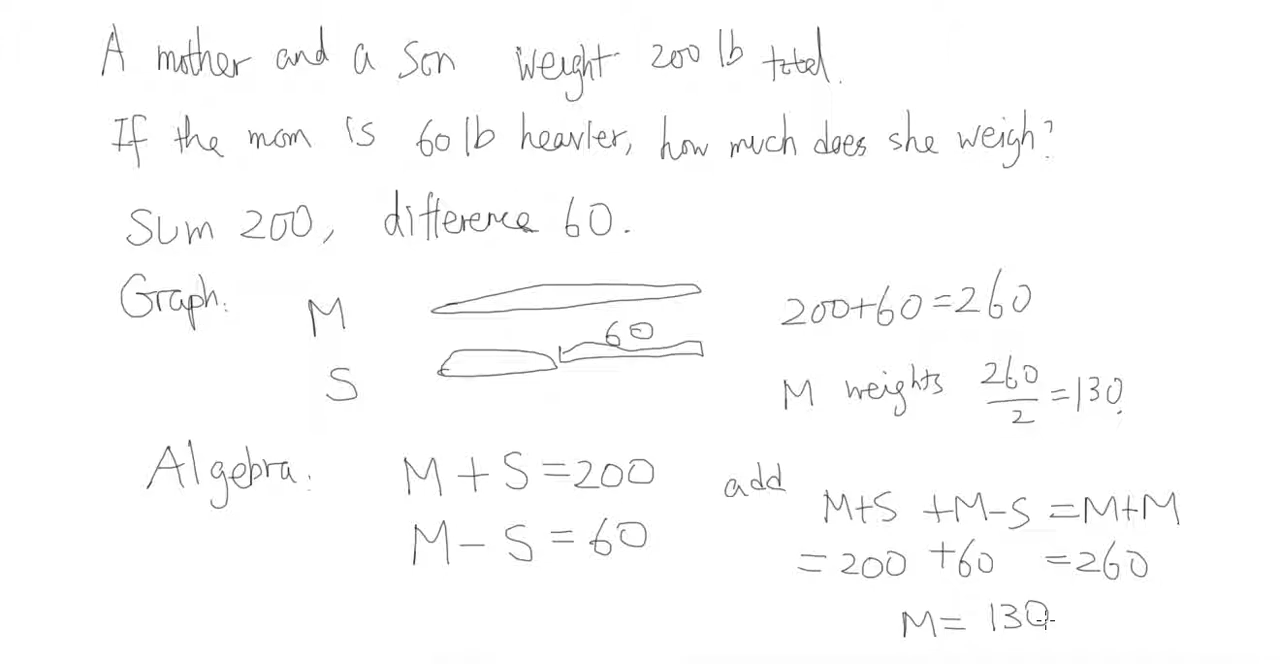 A mother and a son weight 200 lb total.
If the mom is 60 lb heavier, how much does she weigh?
Sum 200, difference 60.
Graph:
M
S
60
200+60=260
M weights 260/2 =130.
Algebra:
M+S=200
M-S=60
add
M+S +M-S =M+M
=200 +60 =260
M= 130